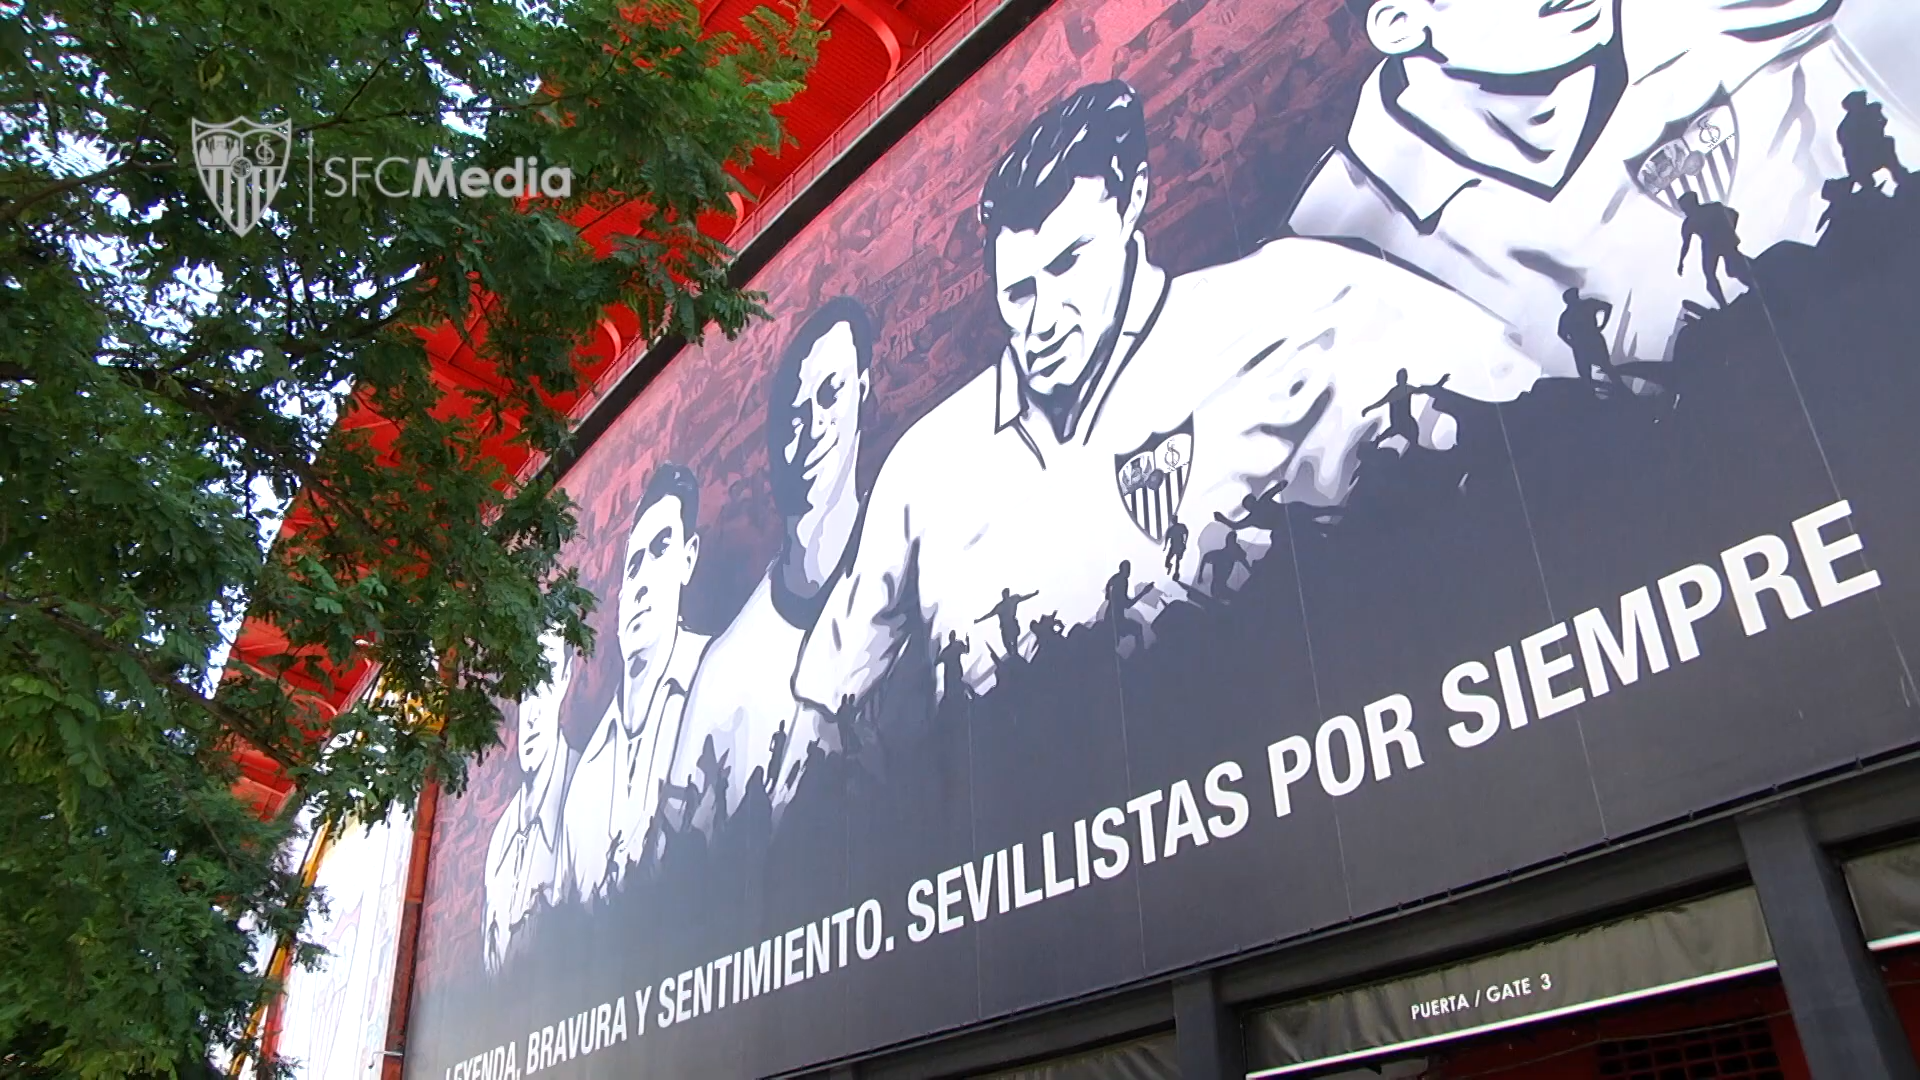 SFCMedia
LEYENDA, BRAVURA Y SENTIMIENTO. SEVILLISTAS POR SIEMPRE
PUERTA / GATE 3